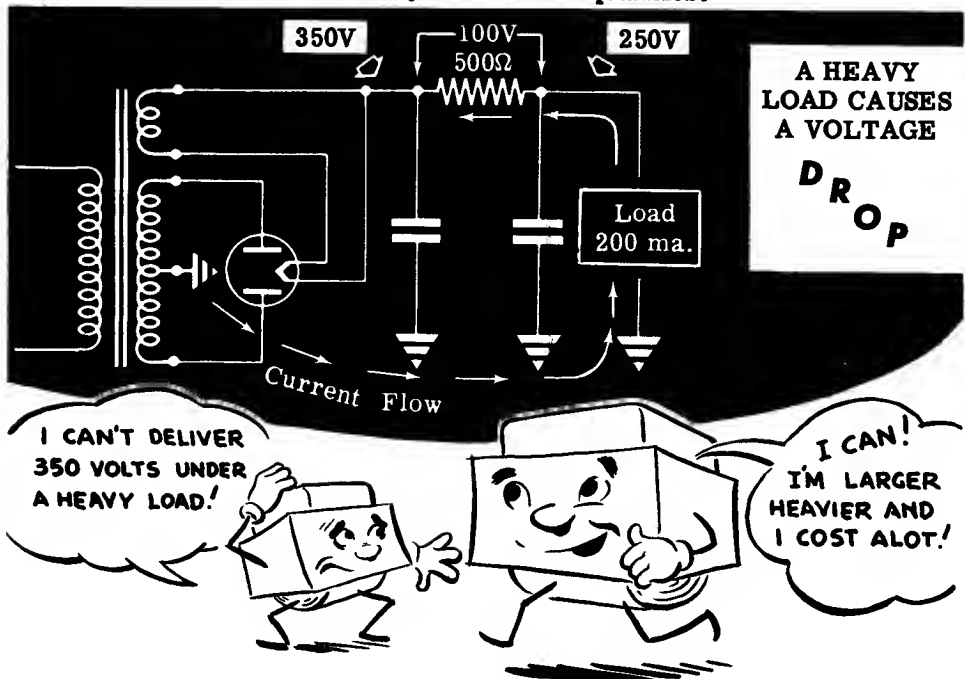 350V
100V
250V
500Ω
A HEAVY
LOAD CAUSES
A VOLTAGE
DROP
Load
200 ma.
Current Flow
I CAN'T DELIVER
350 VOLTS UNDER
A HEAVY LOAD!
I CAN!
I'M LARGER
HEAVIER AND
I COST ALOT!